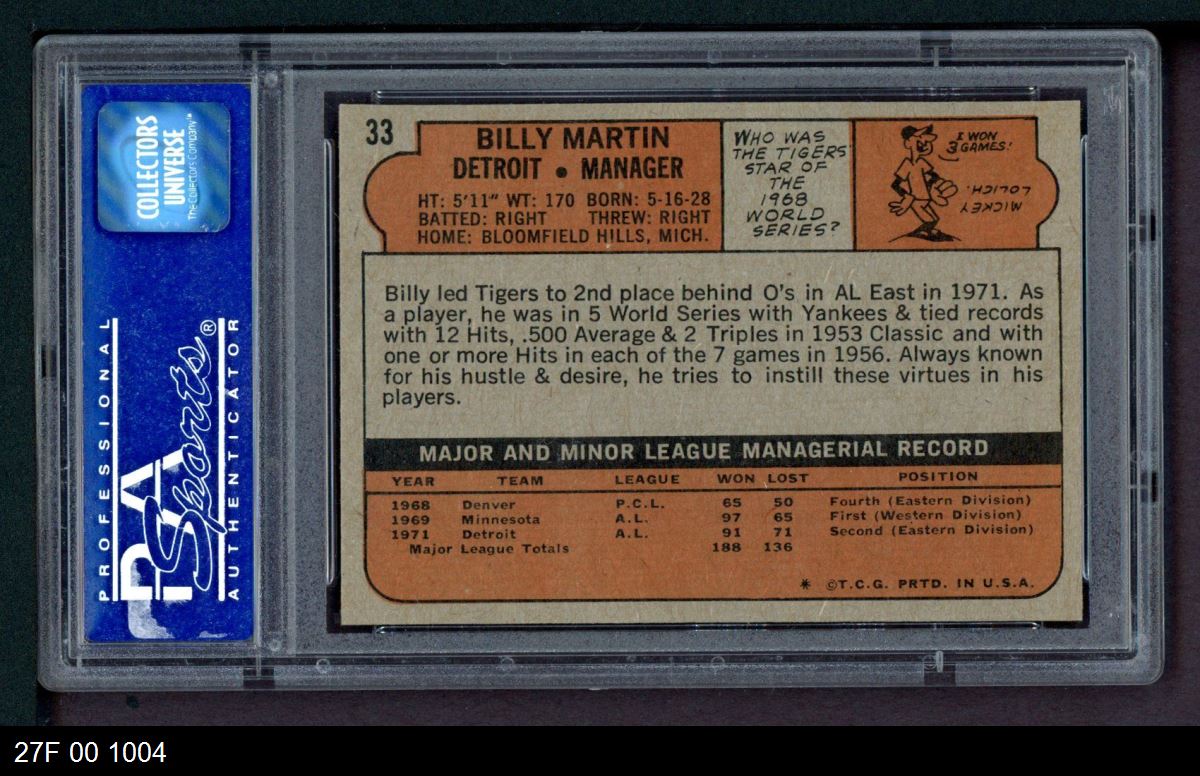 COLLECTORS
UNIVERSE
The Collectors Company™
PROFESSIONAL
PSA
Sports®
AUTHENTICATOR
33
BILLY MARTIN
DETROIT • MANAGER
HT: 5'11" WT: 170 BORN: 5-16-28
BATTED: RIGHT THREW: RIGHT
HOME: BLOOMFIELD HILLS, MICH.
WHO WAS
THE TIGERS'
STAR OF
THE
1968
WORLD
SERIES?
I WON
3 GAMES!
MICKEY
LOLICH.
Billy led Tigers to 2nd place behind O's in AL East in 1971. As
a player, he was in 5 World Series with Yankees & tied records
with 12 Hits, .500 Average & 2 Triples in 1953 Classic and with
one or more Hits in each of the 7 games in 1956. Always known
for his hustle & desire, he tries to instill these virtues in his
players.
MAJOR AND MINOR LEAGUE MANAGERIAL RECORD
YEAR TEAM LEAGUE WON LOST POSITION
1968 Denver P.C.L. 65 50 Fourth (Eastern Division)
1969 Minnesota A.L. 97 65 First (Western Division)
1971 Detroit A.L. 91 71 Second (Eastern Division)
Major League Totals 188 136
* ©T.C.G. PRTD. IN U.S.A.
27F 00 1004